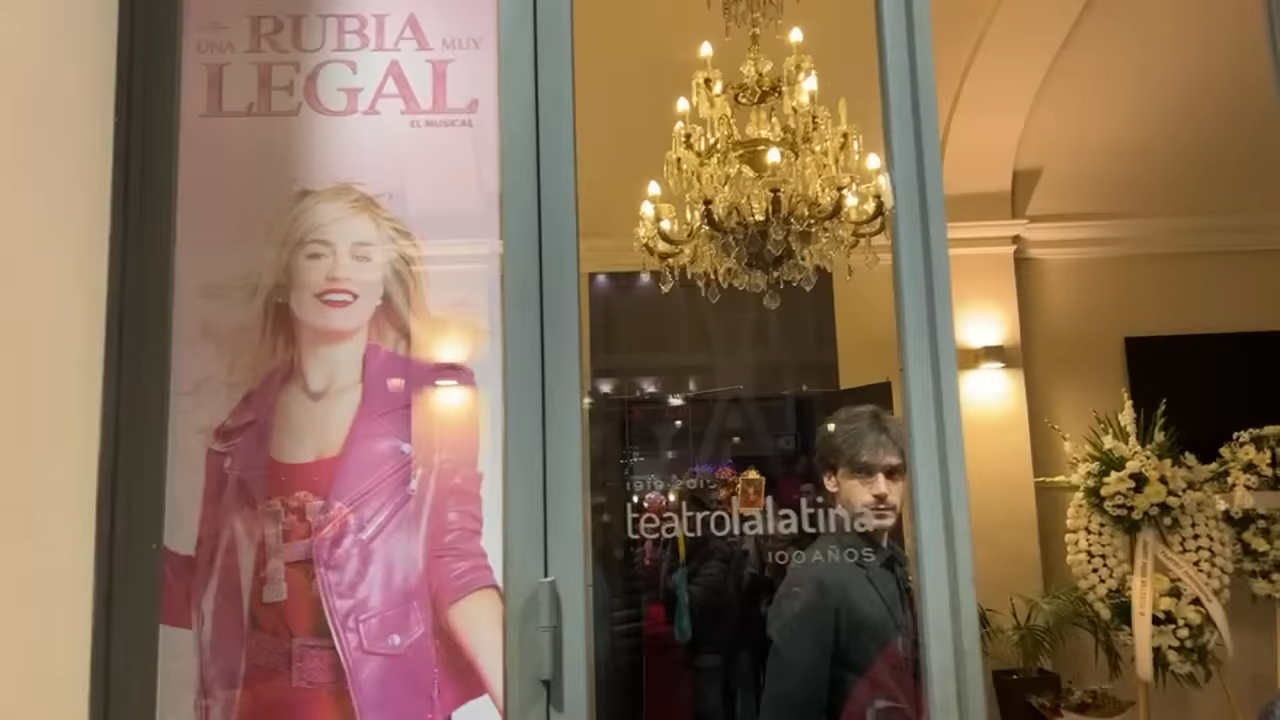 UNA RUBIA MUY
LEGAL
EL MUSICAL
teatrolalatina
100 AÑOS